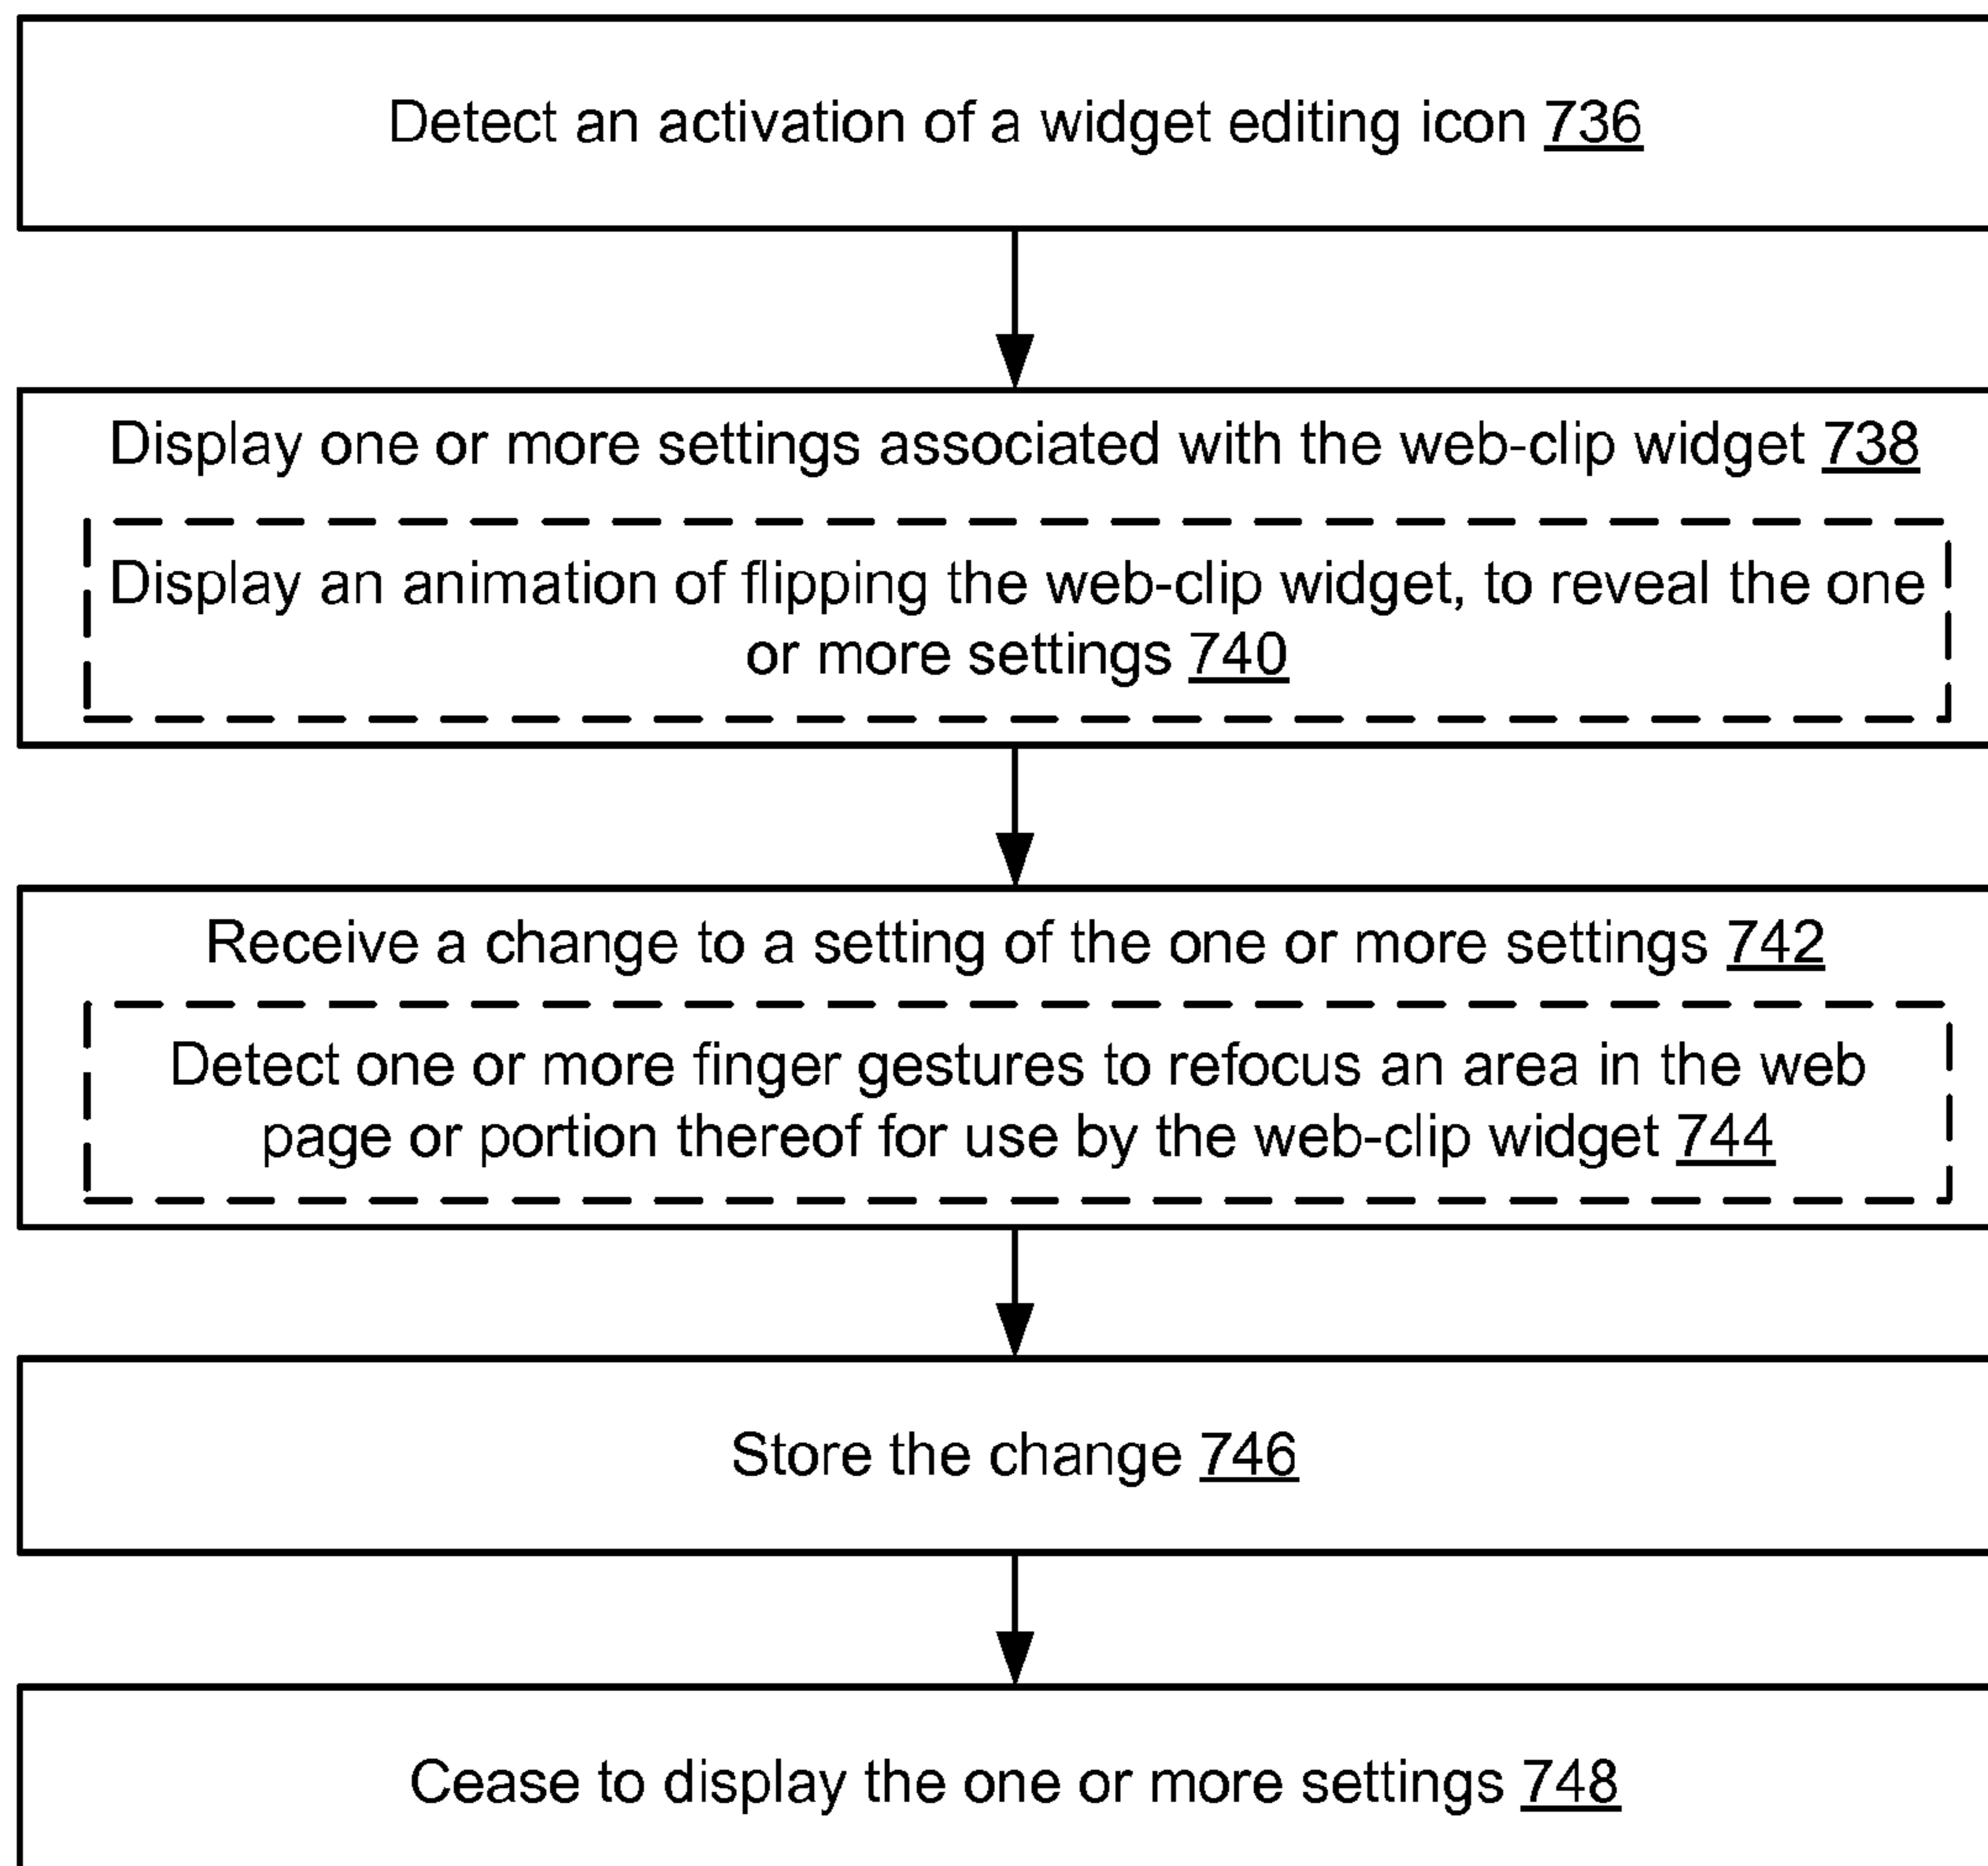 Detect an activation of a widget editing icon 736
Display one or more settings associated with the web-clip widget 738
Display an animation of flipping the web-clip widget, to reveal the one
or more settings 740
Receive a change to a setting of the one or more settings 742
Detect one or more finger gestures to refocus an area in the web
page or portion thereof for use by the web-clip widget 744
Store the change 746
Cease to display the one or more settings 748